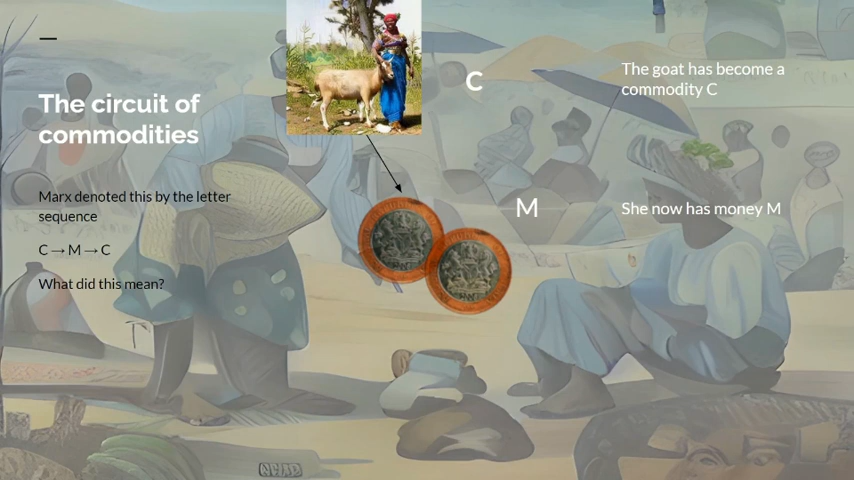 The circuit of
commodities
Marx denoted this by the letter
sequence
C → M → C
What did this mean?
C
The goat has become a
commodity C
M
She now has money M